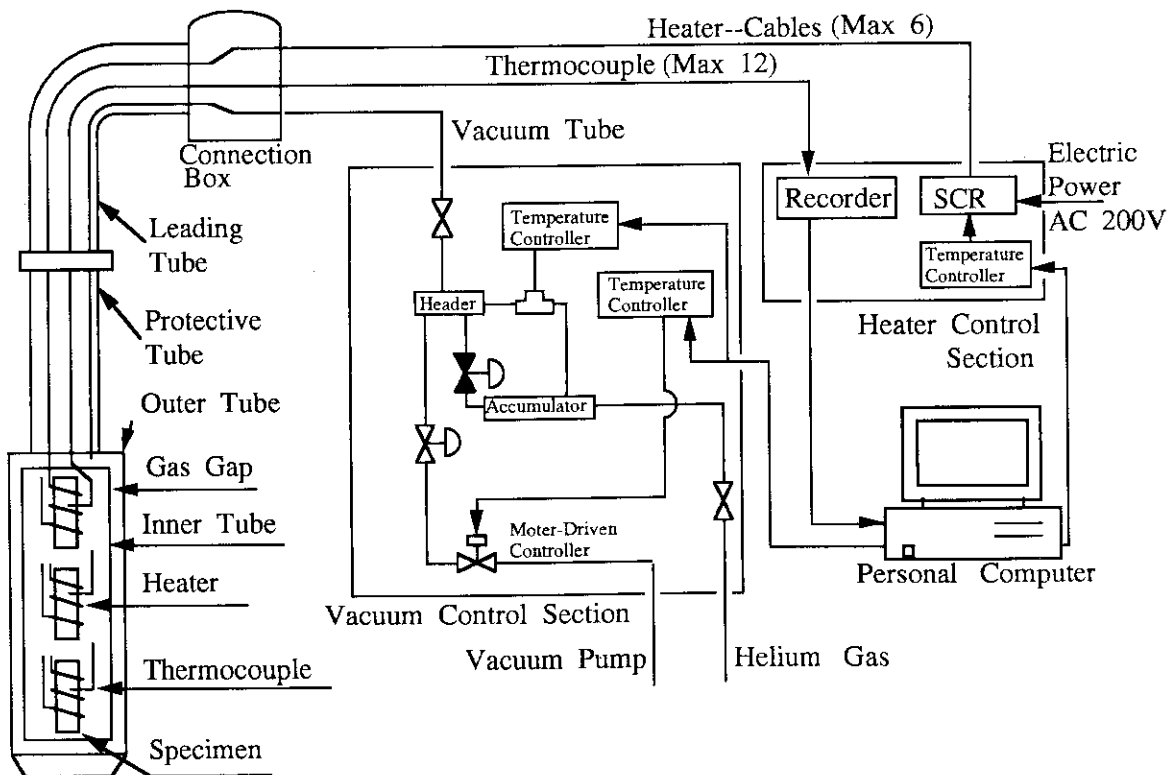 Heater--Cables (Max 6)
Thermocouple (Max 12)
Vacuum Tube
Connection
Box
Electric
Power
AC 200V
Recorder
SCR
Temperature
Controller
Heater Control
Section
Temperature
Controller
Temperature
Controller
Header
Accumulator
Moter-Driven
Controller
Vacuum Control Section
Vacuum Pump
Helium Gas
Personal Computer
Leading
Tube
Protective
Tube
Outer Tube
Gas Gap
Inner Tube
Heater
Thermocouple
Specimen